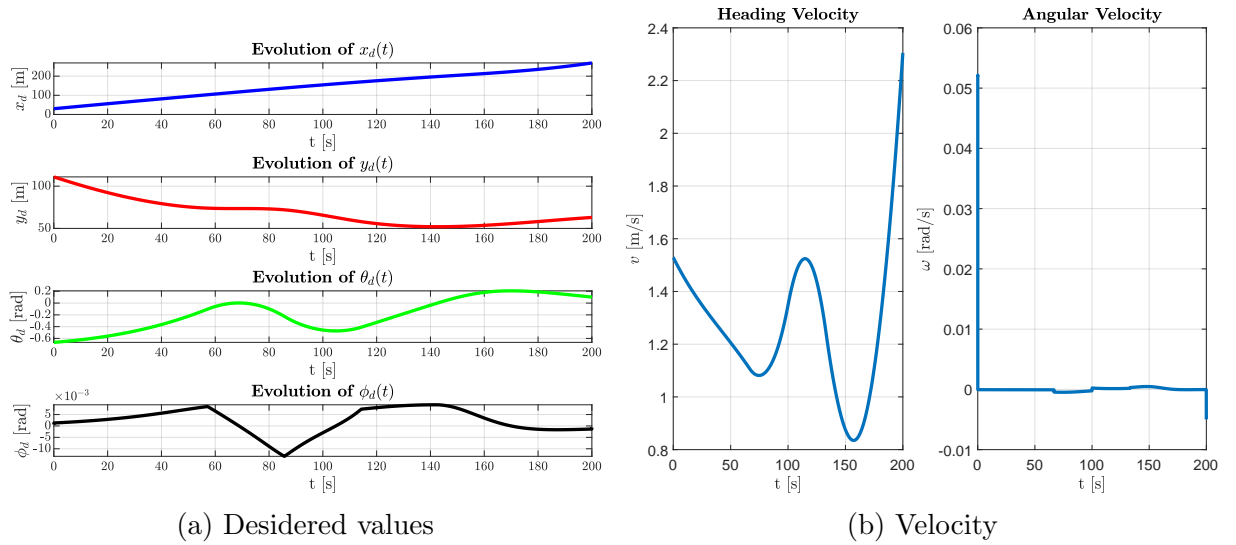 Evolution of x_d(t)
x_d [m]
200
100
0
0 20 40 60 80 100 120 140 160 180 200
t [s]
Evolution of y_d(t)
y_d [m]
100
50
0 20 40 60 80 100 120 140 160 180 200
t [s]
Evolution of θ_d(t)
θ_d [rad]
0.2
0
-0.2
-0.4
-0.6
0 20 40 60 80 100 120 140 160 180 200
t [s]
×10⁻³
Evolution of ϕ_d(t)
ϕ_d [rad]
5
0
-5
-10
0 20 40 60 80 100 120 140 160 180 200
t [s]
(a) Desidered values
Heading Velocity
v [m/s]
2.4
2.2
2
1.8
1.6
1.4
1.2
1
0.8
0 50 100 150 200
t [s]
Angular Velocity
ω [rad/s]
0.06
0.05
0.04
0.03
0.02
0.01
0
-0.01
0 50 100 150 200
t [s]
(b) Velocity